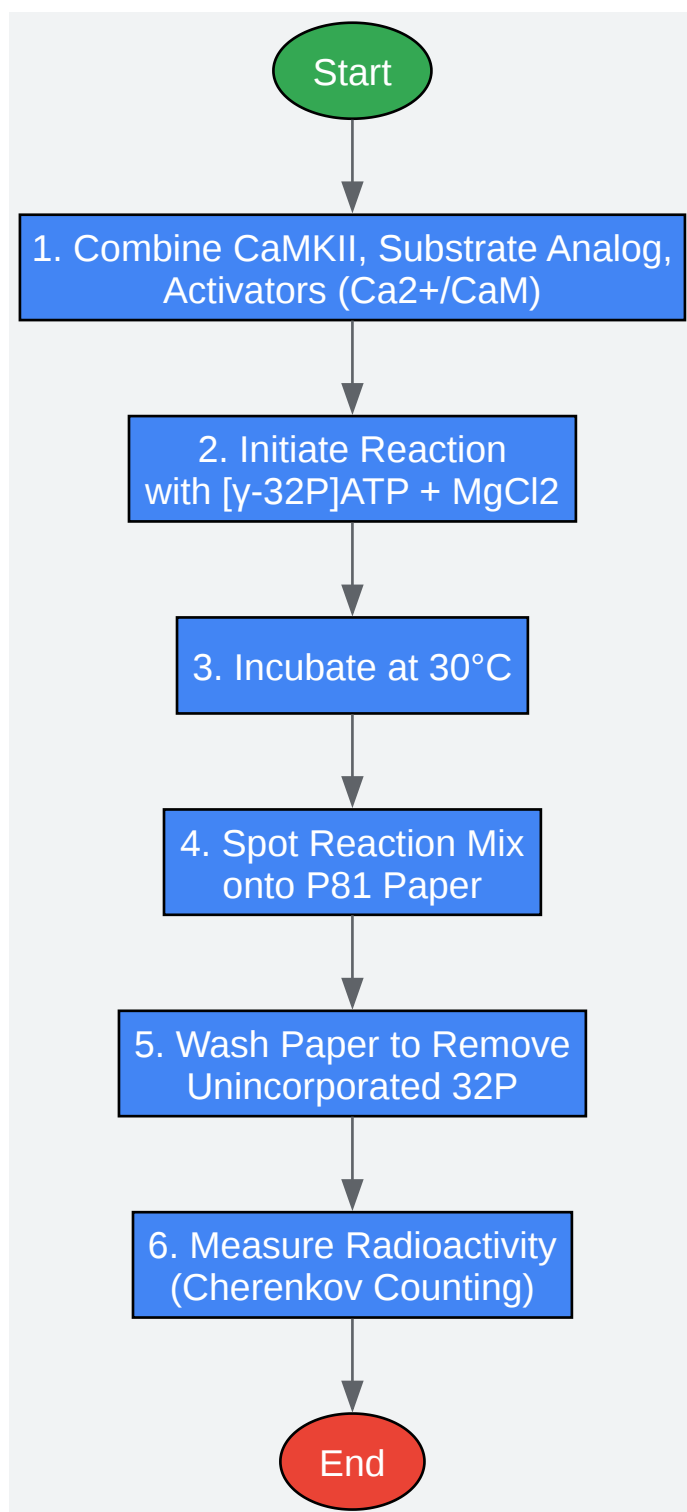 Start
1. Combine CaMKII, Substrate Analog,
Activators (Ca2+/CaM)
2. Initiate Reaction
with [γ-32P]ATP + MgCl2
3. Incubate at 30°C
4. Spot Reaction Mix
onto P81 Paper
5. Wash Paper to Remove
Unincorporated 32P
6. Measure Radioactivity
(Cherenkov Counting)
End